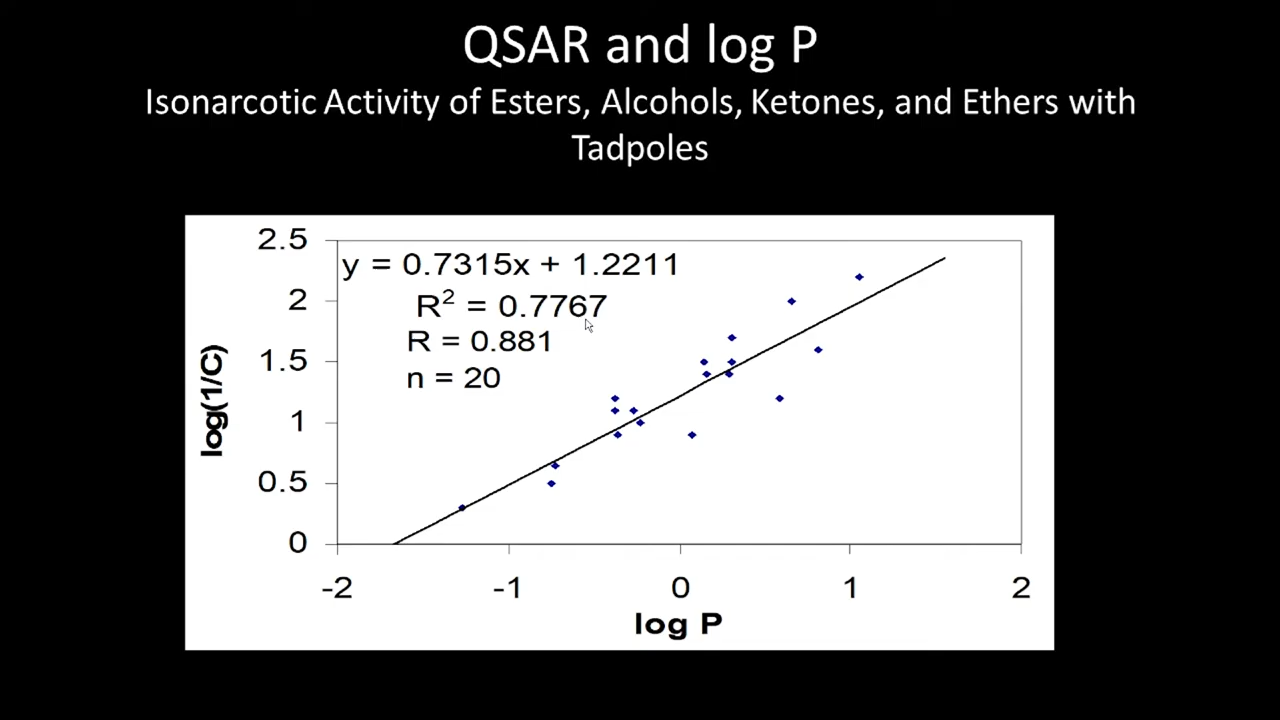 QSAR and log P
Isonarcotic Activity of Esters, Alcohols, Ketones, and Ethers with
Tadpoles
2.5
y = 0.7315x + 1.2211
2
R² = 0.7767
R = 0.881
1.5
n = 20
log(1/C)
1
0.5
0
-2 -1 0 1 2
log P